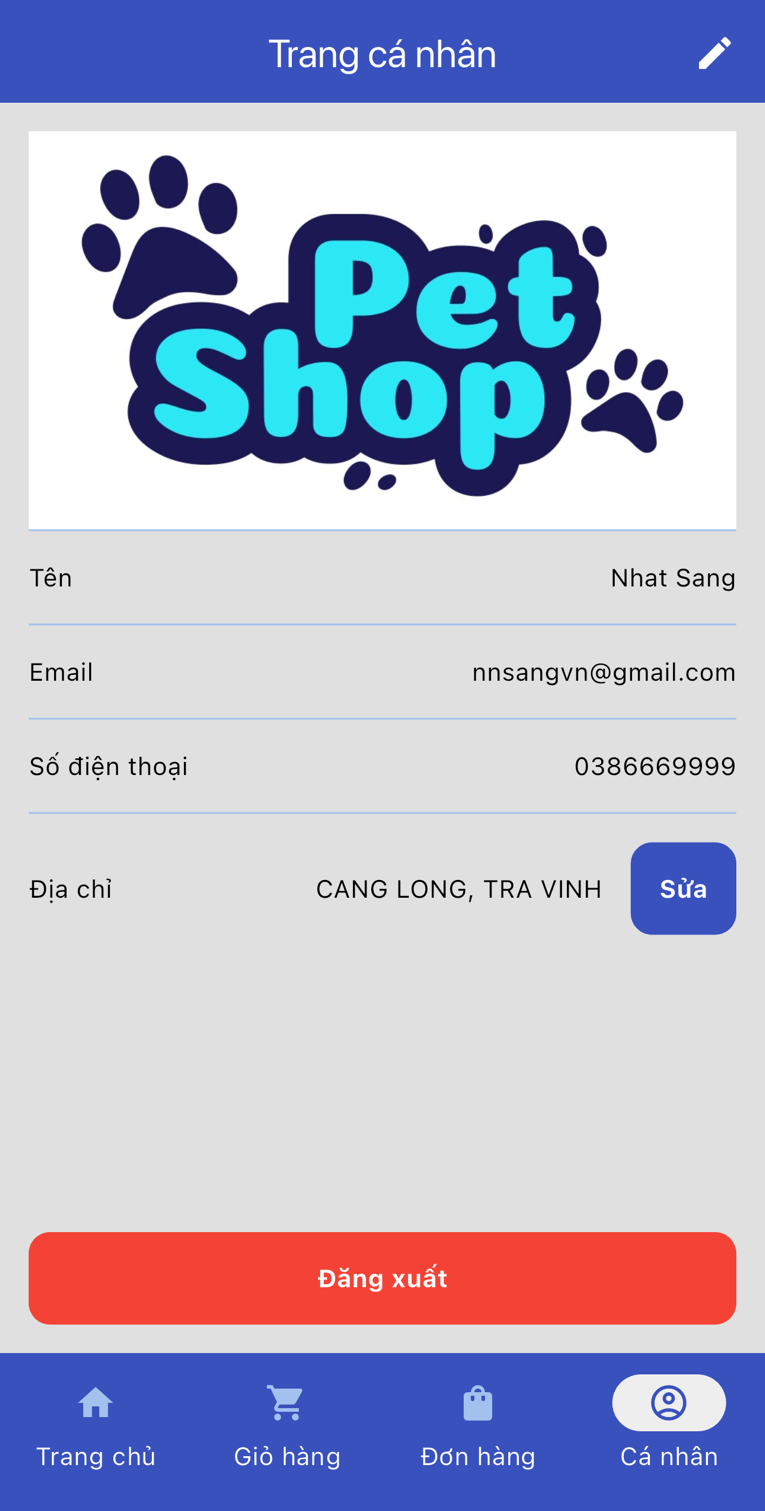 Trang cá nhân
Pet
Shop
Tên Nhat Sang
Email nnsangvn@gmail.com
Số điện thoại 0386669999
Địa chỉ CANG LONG, TRA VINH Sửa
Đăng xuất
Trang chủ Giỏ hàng Đơn hàng Cá nhân